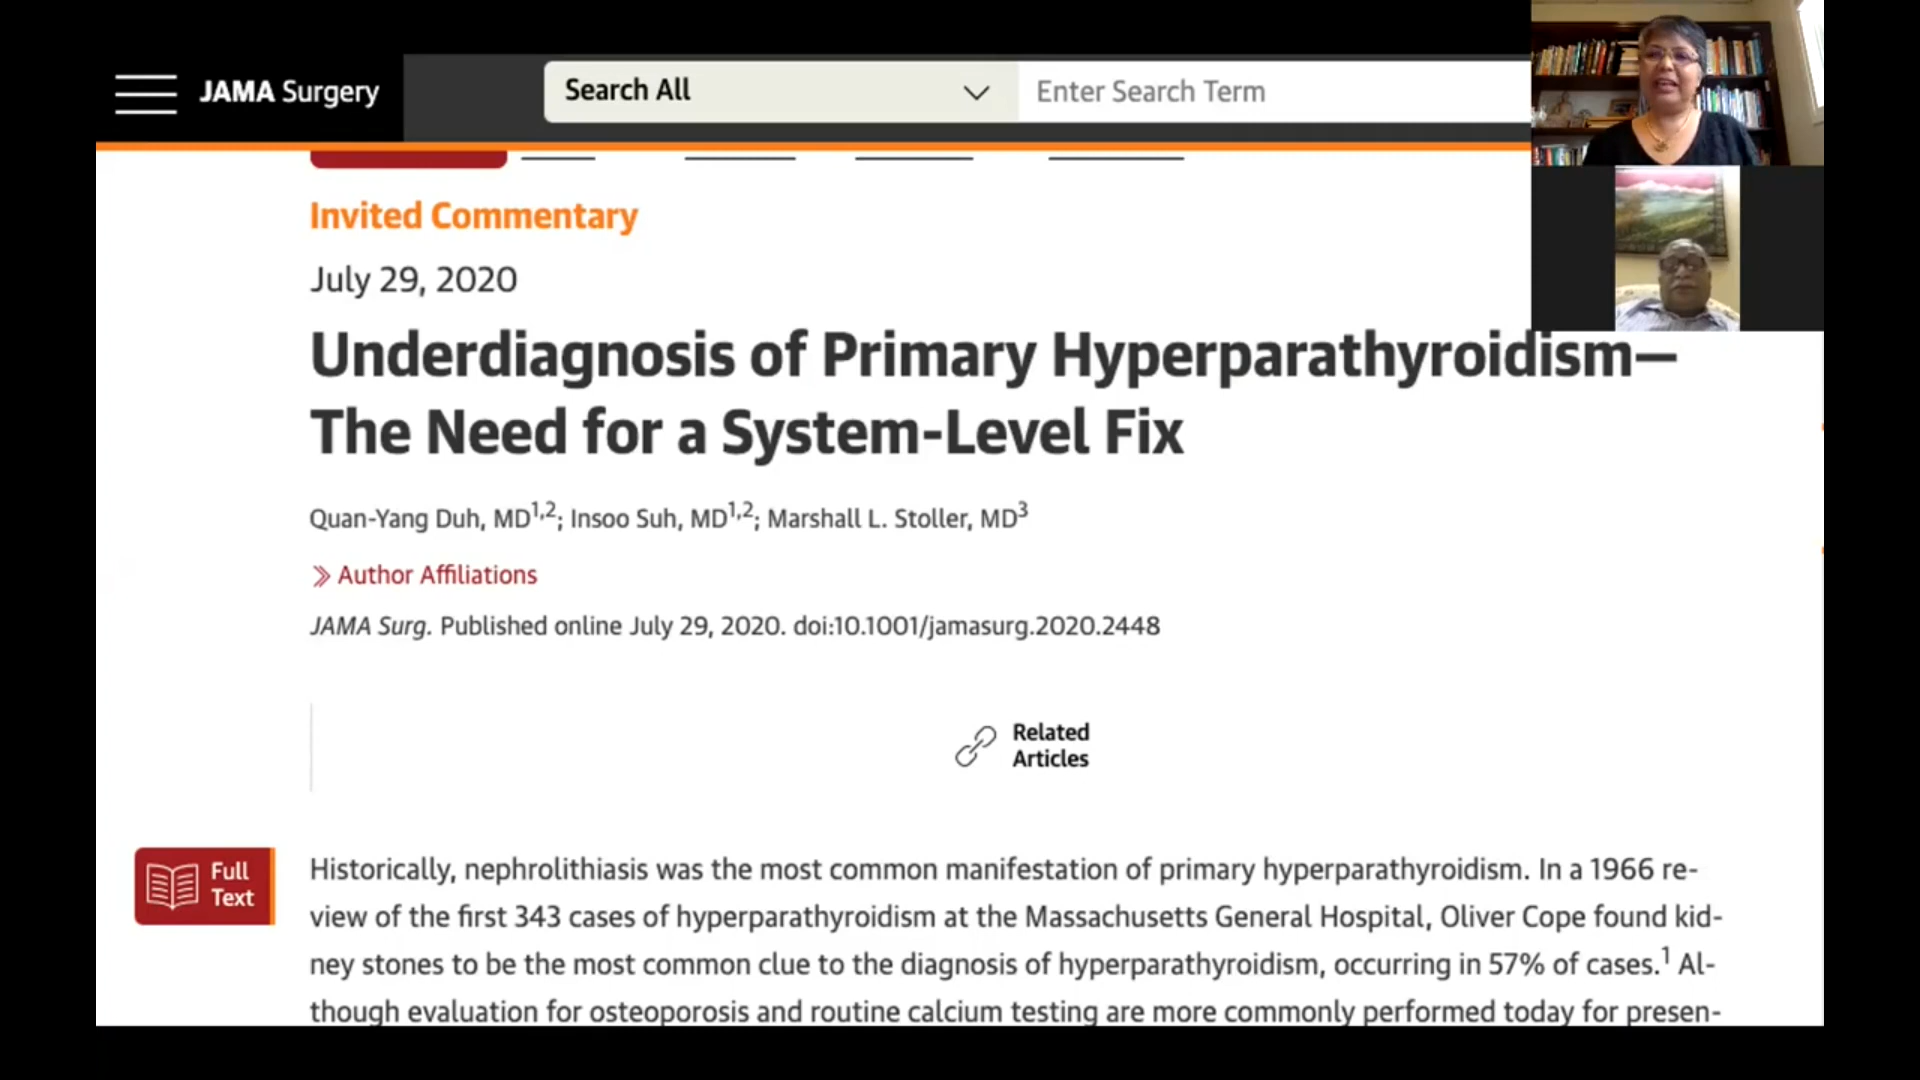 JAMA Surgery
Search All
Enter Search Term
Invited Commentary
July 29, 2020
Underdiagnosis of Primary Hyperparathyroidism—
The Need for a System-Level Fix
Quan-Yang Duh, MD1,2; Insoo Suh, MD1,2; Marshall L. Stoller, MD3
Author Affiliations
JAMA Surg. Published online July 29, 2020. doi:10.1001/jamasurg.2020.2448
Related
Articles
Full
Text
Historically, nephrolithiasis was the most common manifestation of primary hyperparathyroidism. In a 1966 re-
view of the first 343 cases of hyperparathyroidism at the Massachusetts General Hospital, Oliver Cope found kid-
ney stones to be the most common clue to the diagnosis of hyperparathyroidism, occurring in 57% of cases.1 Al-
though evaluation for osteoporosis and routine calcium testing are more commonly performed today for presen-